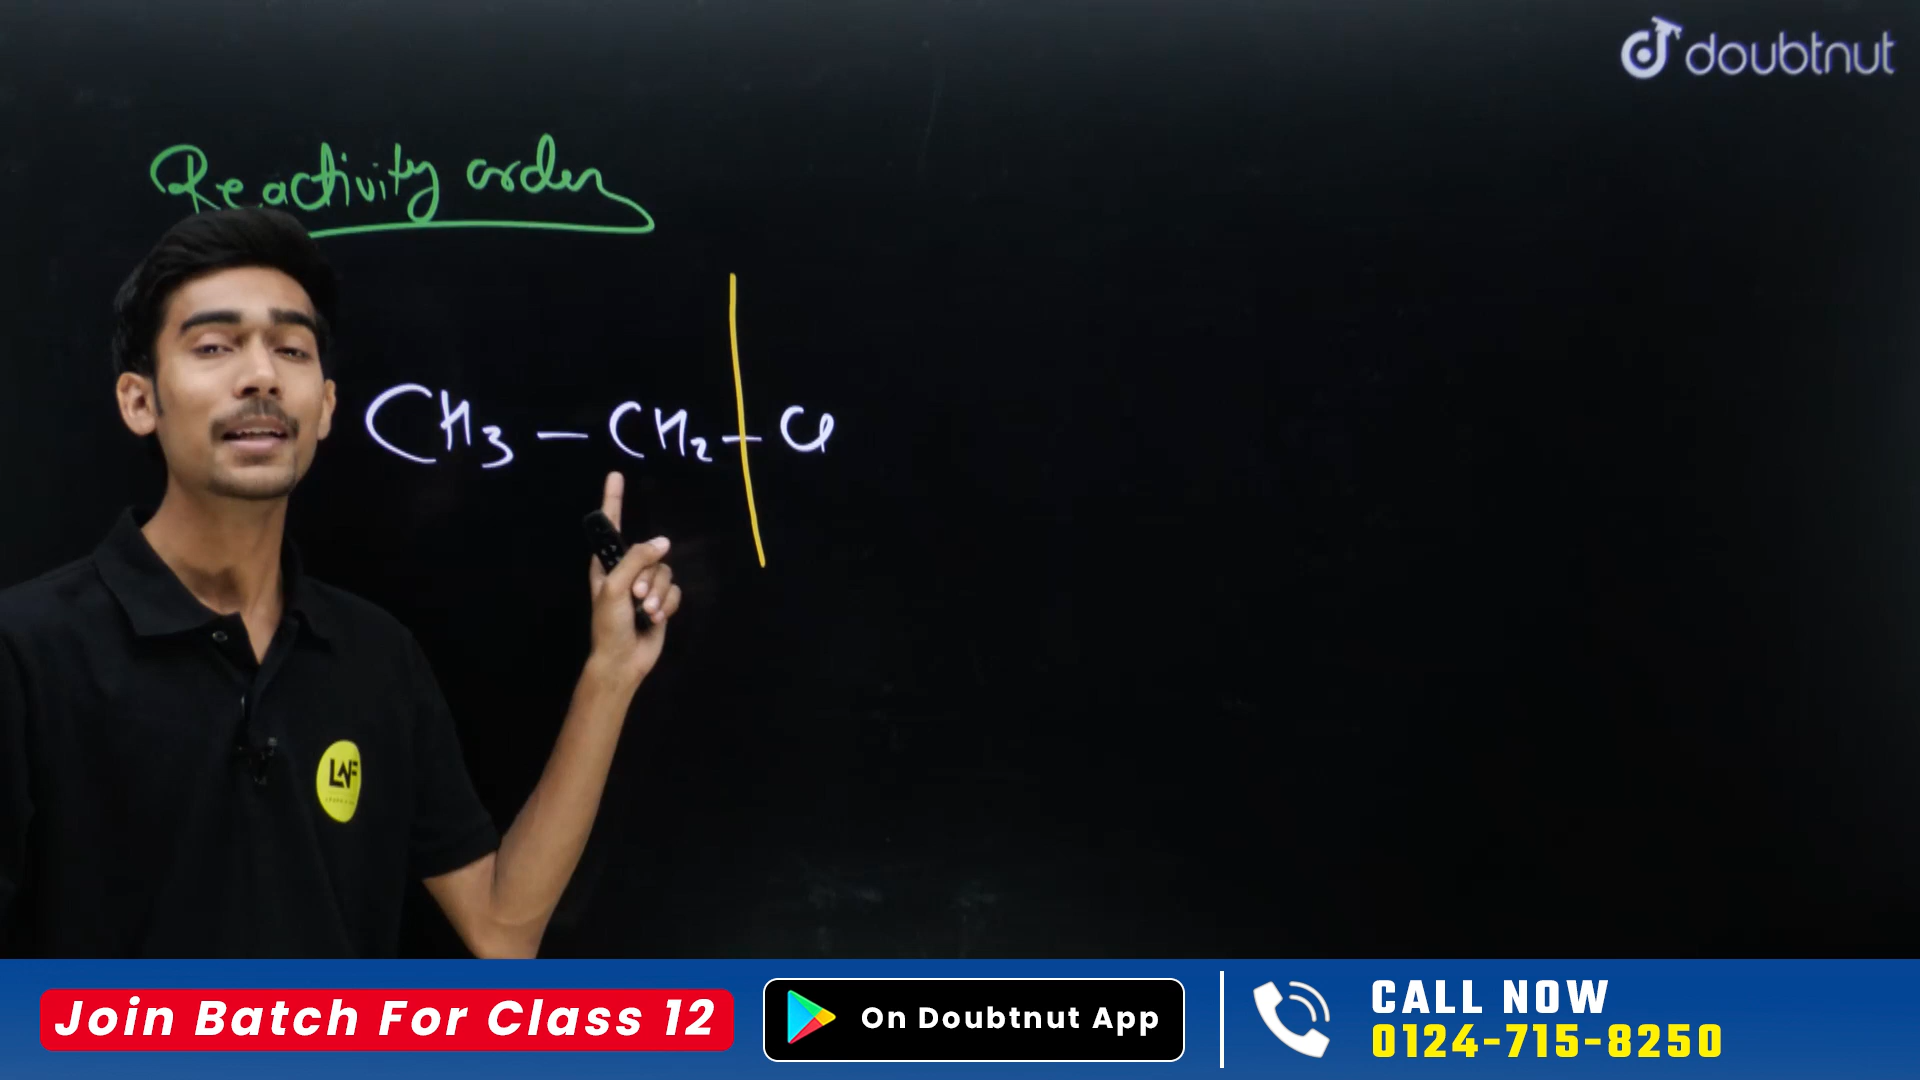 doubtnut
Reactivity order
CH3 - CH2 - Cl
LNF
Join Batch For Class 12
On Doubtnut App
CALL NOW
0124-715-8250